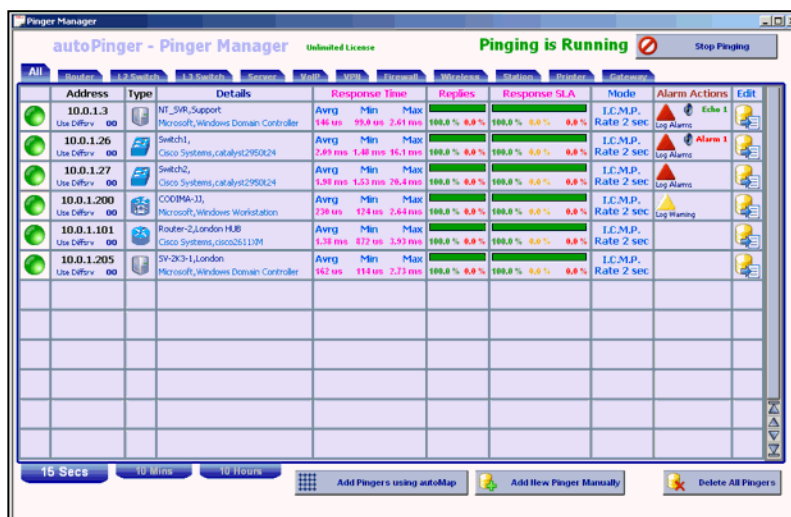 Pinger Manager
autoPinger - Pinger Manager Unlimited License Pinging is Running Stop Pinging
All Router L2 Switch L3 Switch Server VoIP VPN Firewall Wireless Station Printer Gateway
Address Type Details Response Time Replies Response SLA Mode Alarm Actions Edit
10.0.1.3 NT_SVR,Support Avrg Min Max I.C.M.P. Echo 1
Use Diffsrv 00 Microsoft,Windows Domain Controller 146 us 99.0 us 2.61 ms 100.0 % 0.0 % 100.0 % 0.0 % 0.0 % Rate 2 sec Log Alarms
10.0.1.26 Switch1, Avrg Min Max I.C.M.P. Alarm 1
Use Diffsrv 00 Cisco Systems,catalyst2950t24 2.09 ms 1.48 ms 16.1 ms 100.0 % 0.0 % 100.0 % 0.0 % 0.0 % Rate 2 sec Log Alarms
10.0.1.27 Switch2, Avrg Min Max I.C.M.P.
Use Diffsrv 00 Cisco Systems,catalyst2950t24 1.98 ms 1.53 ms 20.4 ms 100.0 % 0.0 % 100.0 % 0.0 % 0.0 % Rate 2 sec Log Alarms
10.0.1.200 CODIMA-JJ, Avrg Min Max I.C.M.P.
Use Diffsrv 00 Microsoft,Windows Workstation 230 us 124 us 2.64 ms 100.0 % 0.0 % 100.0 % 0.0 % 0.0 % Rate 2 sec Log Warning
10.0.1.101 Router-2,London HUB Avrg Min Max I.C.M.P.
Use Diffsrv 00 Cisco Systems,cisco2611XM 1.38 ms 872 us 3.93 ms 100.0 % 0.0 % 100.0 % 0.0 % 0.0 % Rate 2 sec
10.0.1.205 SV-2K3-1,London Avrg Min Max I.C.M.P.
Use Diffsrv 00 Microsoft,Windows Domain Controller 162 us 114 us 2.73 ms 100.0 % 0.0 % 100.0 % 0.0 % 0.0 % Rate 2 sec
15 Secs 10 Mins 10 Hours
Add Pingers using autoMap Add New Pinger Manually Delete All Pingers